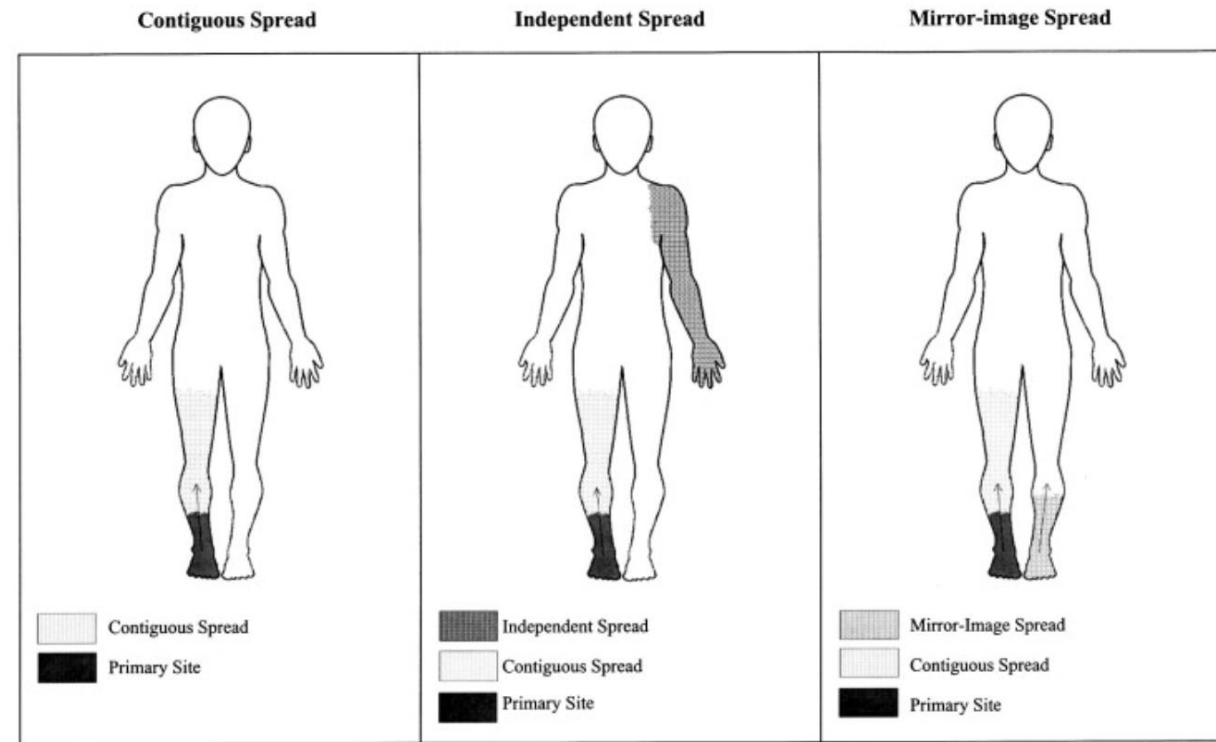 Contiguous Spread
Independent Spread
Mirror-image Spread
Contiguous Spread
Primary Site
Independent Spread
Contiguous Spread
Primary Site
Mirror-Image Spread
Contiguous Spread
Primary Site